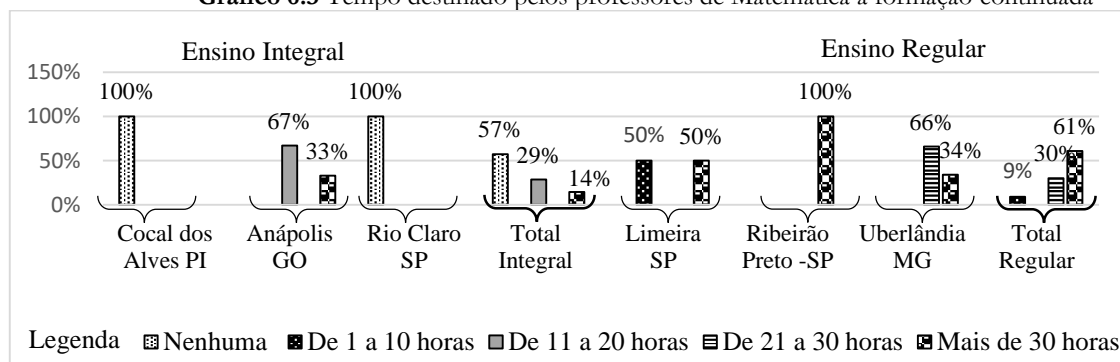 Gráfico 6.3 Tempo destinado pelos professores de Matemática à formação continuada
Ensino Integral
Ensino Regular
150%
100%
50%
0%
100%
67%
33%
100%
57%
29%
14%
50%
50%
100%
66%
34%
9%
30%
61%
Cocal dos
Alves PI
Anápolis
GO
Rio Claro
SP
Total
Integral
Limeira
SP
Ribeirão
Preto -SP
Uberlândia
MG
Total
Regular
Legenda Nenhuma De 1 a 10 horas De 11 a 20 horas De 21 a 30 horas Mais de 30 horas